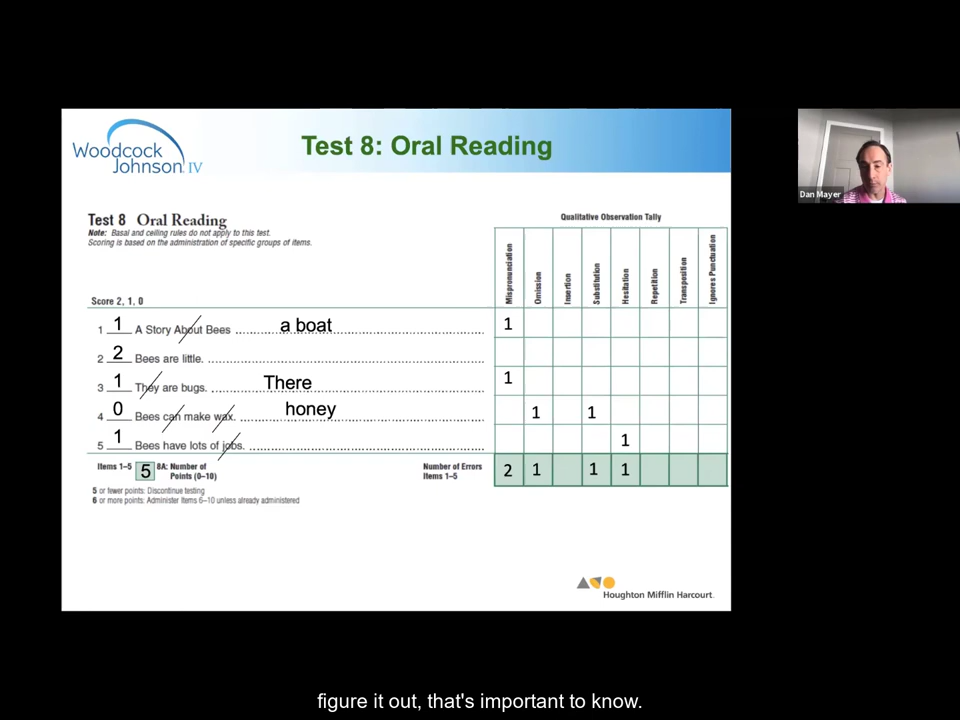 Woodcock
Johnson IV
Test 8: Oral Reading
Dan Mayer
Test 8 Oral Reading
Note: Basal and ceiling rules do not apply to this test.
Scoring is based on the administration of specific groups of items.
Qualitative Observation Tally
Mispronunciation
Omission
Insertion
Substitution
Hesitation
Repetition
Transposition
Ignores Punctuation
Score 2, 1, 0
1 1 A Story About Bees a boat 1
2 2 Bees are little.
3 1 They are bugs. There 1
4 0 Bees can make wax. honey 1 1
5 1 Bees have lots of jobs. 1
Items 1–5 5 8A: Number of Points (0–10) Number of Errors Items 1–5 2 1 1 1
5 or fewer points: Discontinue testing
6 or more points: Administer Items 6–10 unless already administered
Houghton Mifflin Harcourt.
figure it out, that's important to know.